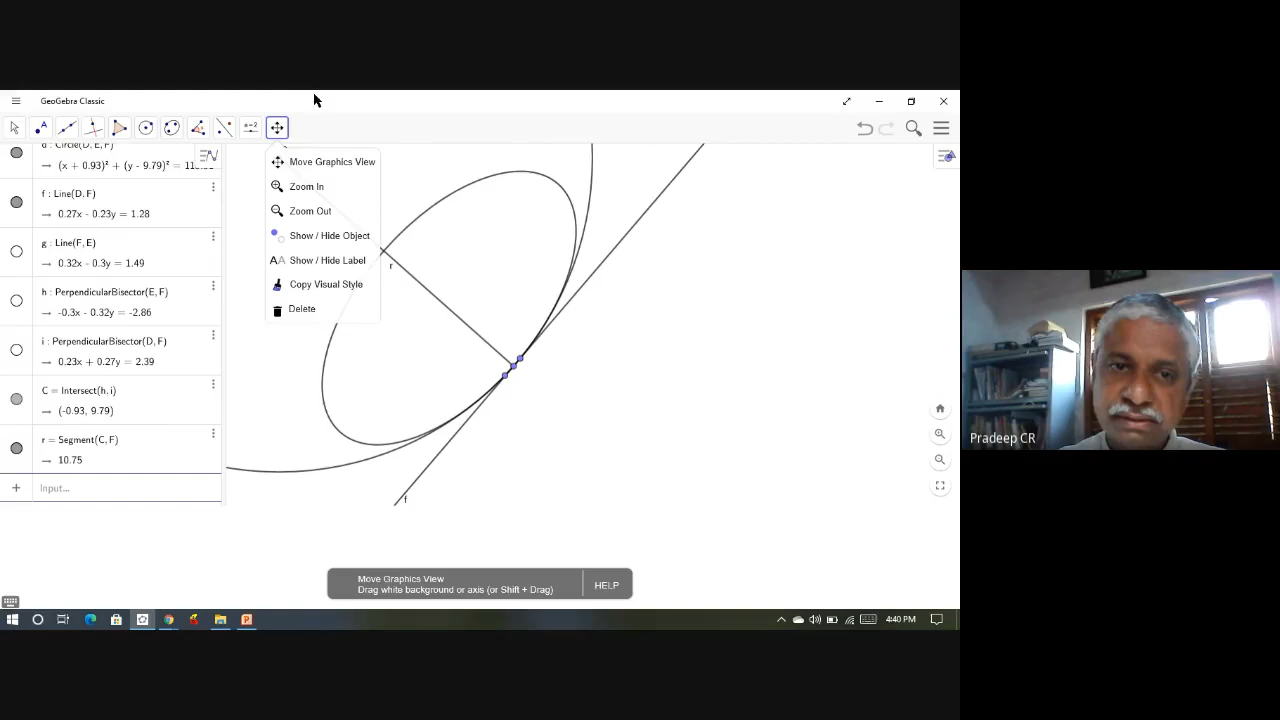 GeoGebra Classic
d : Circle(D, E, F)
→ (x + 0.93)² + (y - 9.79)² =
f : Line(D, F)
→ 0.27x - 0.23y = 1.28
g : Line(F, E)
→ 0.32x - 0.3y = 1.49
h : PerpendicularBisector(E, F)
→ -0.3x - 0.32y = -2.86
i : PerpendicularBisector(D, F)
→ 0.23x + 0.27y = 2.39
C = Intersect(h, i)
→ (-0.93, 9.79)
r = Segment(C, F)
→ 10.75
+ Input...
Move Graphics View
Zoom In
Zoom Out
Show / Hide Object
AA Show / Hide Label
Copy Visual Style
Delete
r
f
Move Graphics View
Drag white background or axis (or Shift + Drag)
HELP
4:40 PM
Pradeep CR